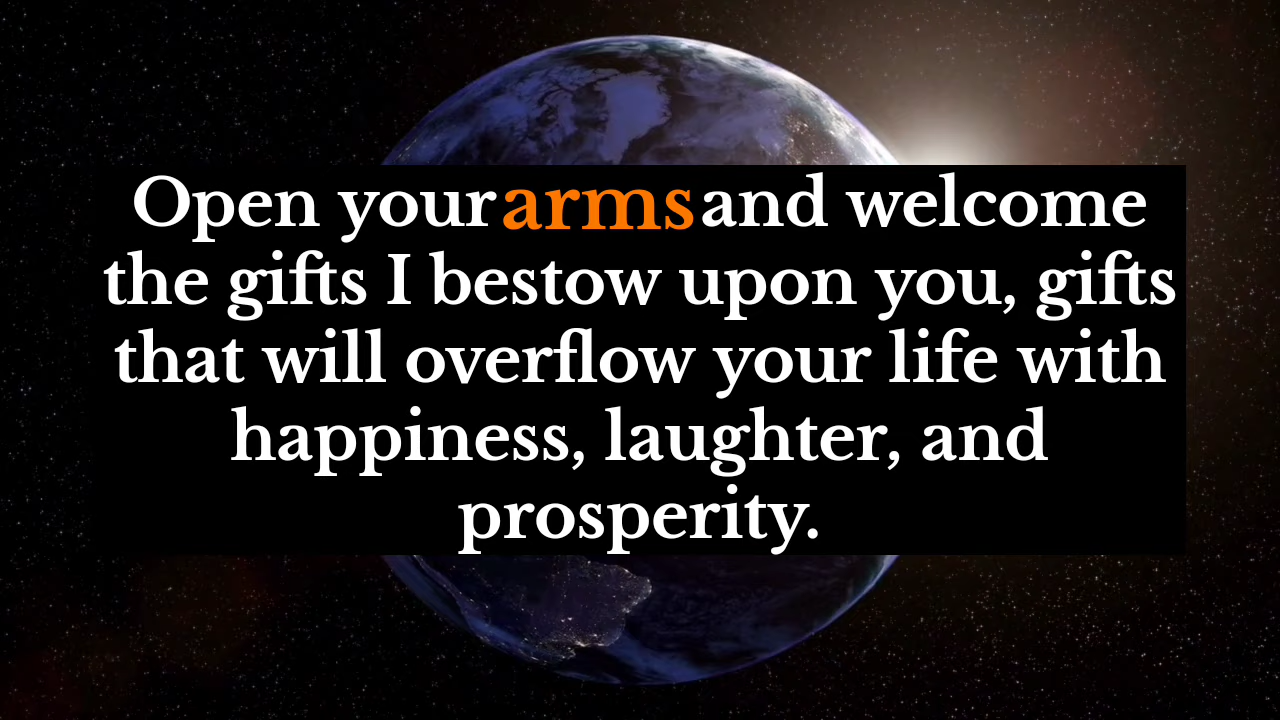 Open your arms and welcome
the gifts I bestow upon you, gifts
that will overflow your life with
happiness, laughter, and
prosperity.